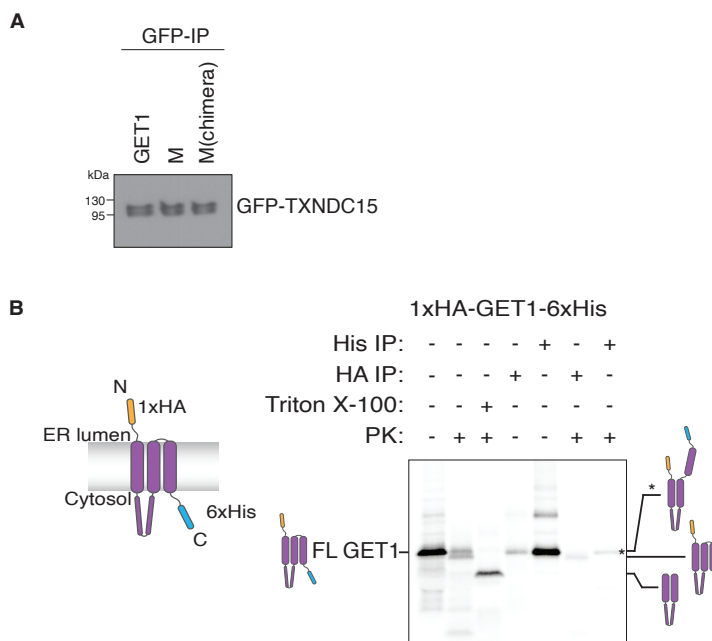 A
GFP-IP
GET1
M
M(chimera)
kDa
130
95
GFP-TXNDC15
B
1xHA-GET1-6xHis
His IP: - - - - + - +
HA IP: - - - + - + -
Triton X-100: - - + - - - -
PK: - + + - - + +
N
1xHA
ER lumen
Cytosol
6xHis
C
FL GET1
*
*